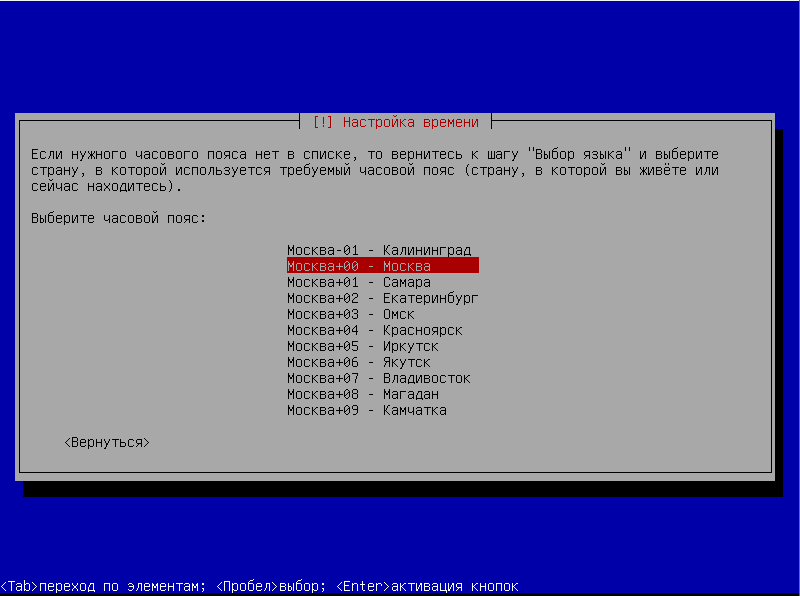 [!] Настройка времени
Если нужного часового пояса нет в списке, то вернитесь к шагу "Выбор языка" и выберите
страну, в которой используется требуемый часовой пояс (страну, в которой вы живёте или
сейчас находитесь).
Выберите часовой пояс:
Москва-01 - Калининград
Москва+00 - Москва
Москва+01 - Самара
Москва+02 - Екатеринбург
Москва+03 - Омск
Москва+04 - Красноярск
Москва+05 - Иркутск
Москва+06 - Якутск
Москва+07 - Владивосток
Москва+08 - Магадан
Москва+09 - Камчатка
<Вернуться>
<Tab>переход по элементам; <Пробел>выбор; <Enter>активация кнопок